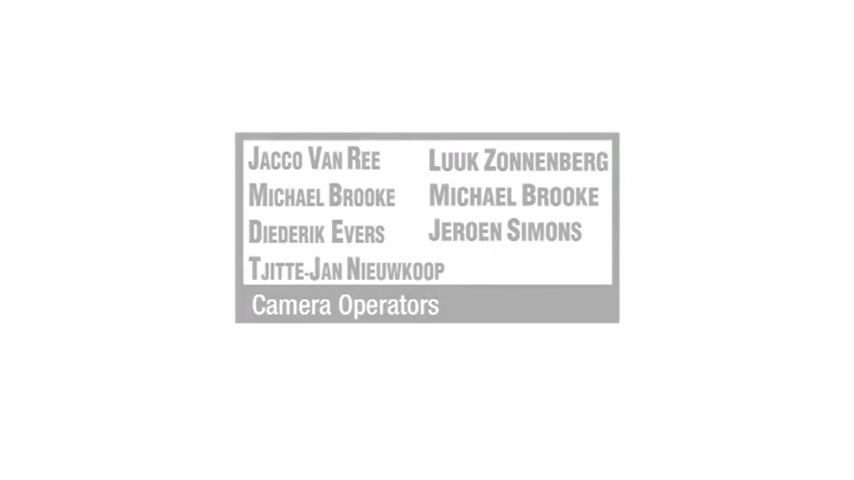 JACCO VAN REE
MICHAEL BROOKE
DIEDERIK EVERS
TJITTE-JAN NIEUWKOOP
LUUK ZONNENBERG
MICHAEL BROOKE
JEROEN SIMONS
Camera Operators